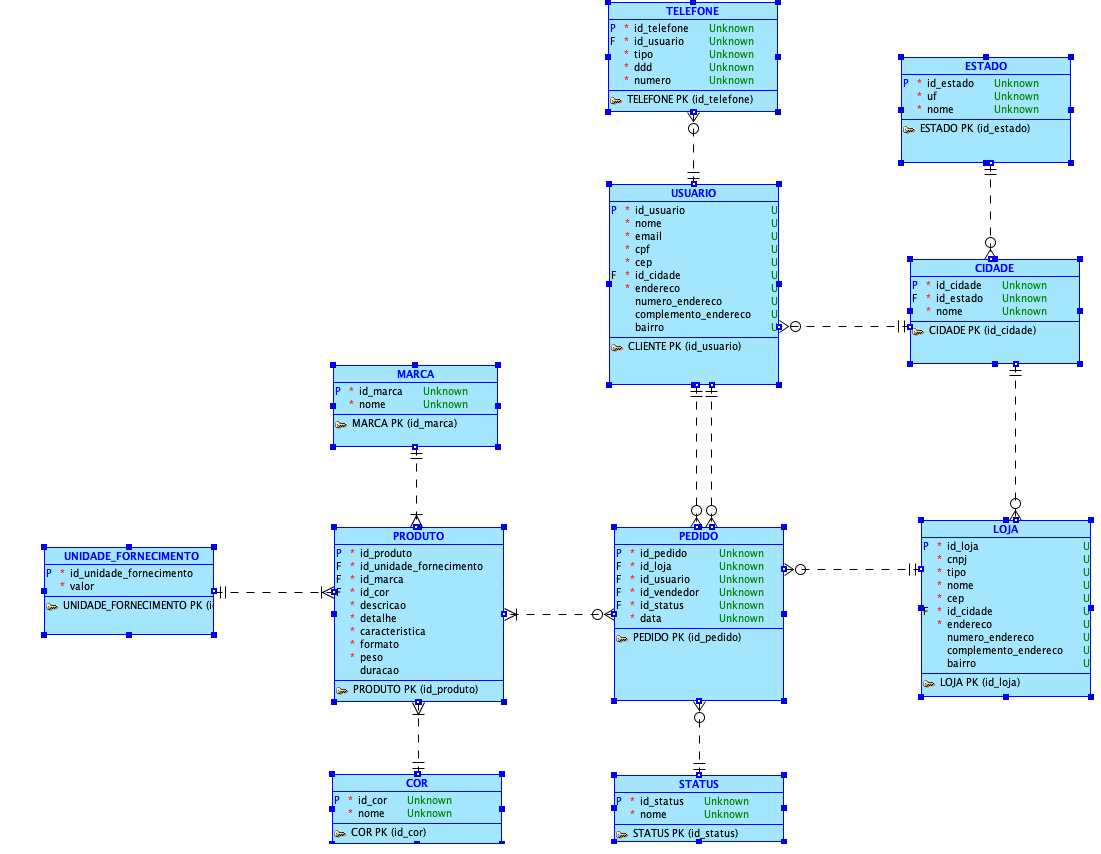 TELEFONE
P * id_telefone Unknown
F * id_usuario Unknown
* tipo Unknown
* ddd Unknown
* numero Unknown
TELEFONE PK (id_telefone)
ESTADO
P * id_estado Unknown
* uf Unknown
* nome Unknown
ESTADO PK (id_estado)
USUARIO
P * id_usuario U
* nome U
* email U
* cpf U
* cep U
F * id_cidade U
* endereco U
numero_endereco U
complemento_endereco U
bairro U
CLIENTE PK (id_usuario)
CIDADE
P * id_cidade Unknown
F * id_estado Unknown
* nome Unknown
CIDADE PK (id_cidade)
MARCA
P * id_marca Unknown
* nome Unknown
MARCA PK (id_marca)
UNIDADE_FORNECIMENTO
P * id_unidade_fornecimento
* valor
UNIDADE_FORNECIMENTO PK (i
PRODUTO
P * id_produto
F * id_unidade_fornecimento
F * id_marca
F * id_cor
* descricao
* detalhe
* caracteristica
* formato
* peso
duracao
PRODUTO PK (id_produto)
PEDIDO
P * id_pedido Unknown
F * id_loja Unknown
F * id_usuario Unknown
F * id_vendedor Unknown
F * id_status Unknown
* data Unknown
PEDIDO PK (id_pedido)
LOJA
P * id_loja U
* cnpj U
* tipo U
* nome U
* cep U
F * id_cidade U
* endereco U
numero_endereco U
complemento_endereco U
bairro U
LOJA PK (id_loja)
COR
P * id_cor Unknown
* nome Unknown
COR PK (id_cor)
STATUS
P * id_status Unknown
* nome Unknown
STATUS PK (id_status)